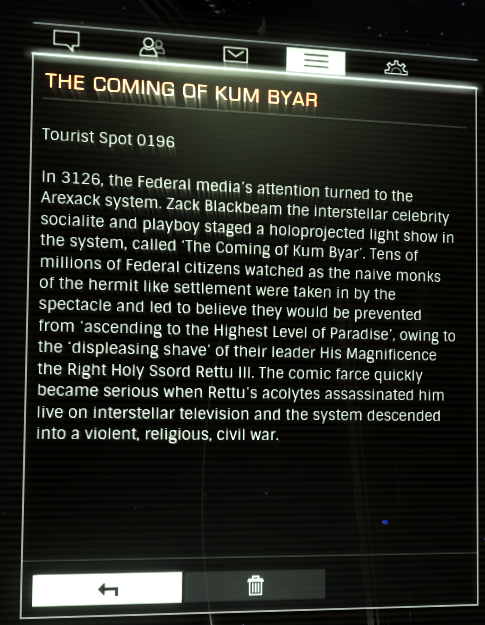 THE COMING OF KUM BYAR
Tourist Spot 0196
In 3126, the Federal media's attention turned to the
Arexack system. Zack Blackbeam the interstellar celebrity
socialite and playboy staged a holoprojected light show in
the system, called 'The Coming of Kum Byar'. Tens of
millions of Federal citizens watched as the naive monks
of the hermit like settlement were taken in by the
spectacle and led to believe they would be prevented
from 'ascending to the Highest Level of Paradise', owing to
the 'displeasing shave' of their leader His Magnificence
the Right Holy Ssord Rettu III. The comic farce quickly
became serious when Rettu's acolytes assassinated him
live on interstellar television and the system descended
into a violent, religious, civil war.